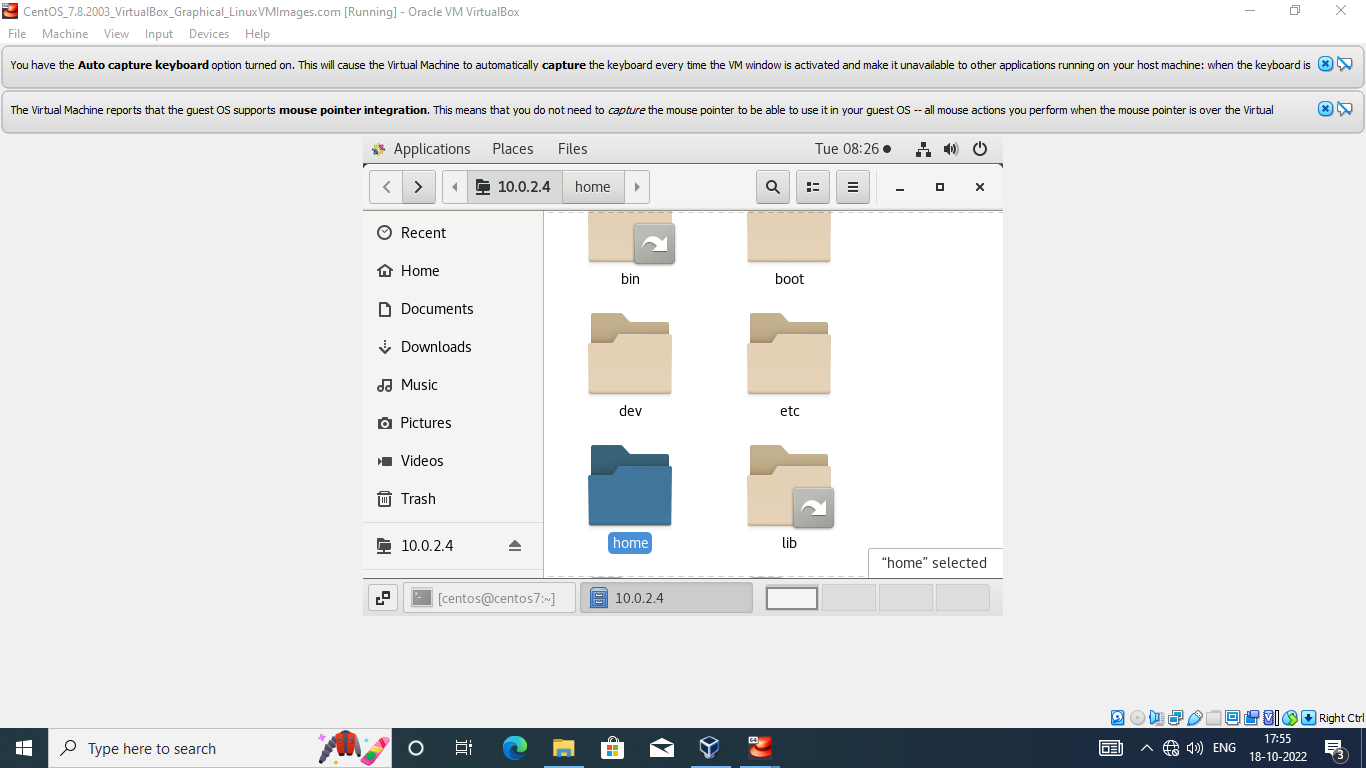 CentOS_7.8.2003_VirtualBox_Graphical_LinuxVMImages.com [Running] - Oracle VM VirtualBox
File Machine View Input Devices Help
You have the Auto capture keyboard option turned on. This will cause the Virtual Machine to automatically capture the keyboard every time the VM window is activated and make it unavailable to other applications running on your host machine: when the keyboard is
The Virtual Machine reports that the guest OS supports mouse pointer integration. This means that you do not need to capture the mouse pointer to be able to use it in your guest OS -- all mouse actions you perform when the mouse pointer is over the Virtual
Applications Places Files Tue 08:26
10.0.2.4 home
Recent
Home
Documents
Downloads
Music
Pictures
Videos
Trash
10.0.2.4
bin boot
dev etc
home lib
“home” selected
[centos@centos7:~] 10.0.2.4
Right Ctrl
Type here to search
ENG
17:55
18-10-2022
3